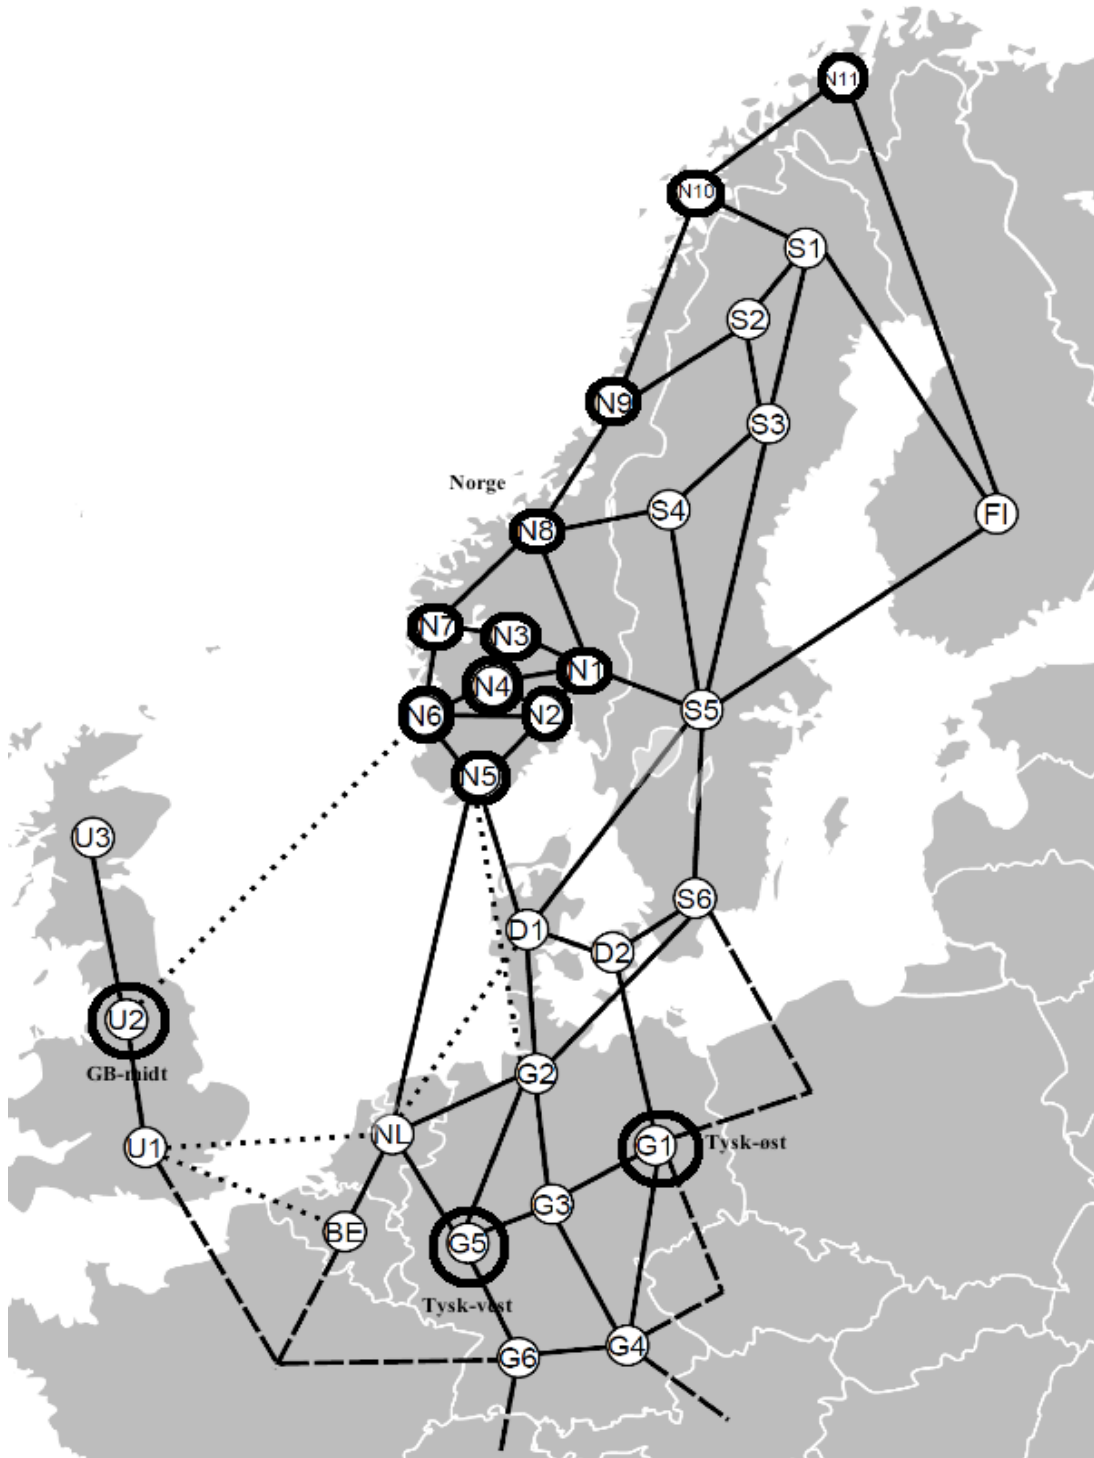 N11
N10
S1
S2
N9
S3
Norge
S4
FI
N8
N7
N3
N1
N4
N6
N2
S5
N5
U3
S6
D1
D2
U2
GB-midt
G2
NL
U1
G1
Tysk-øst
G3
BE
G5
Tysk-vest
G4
G6